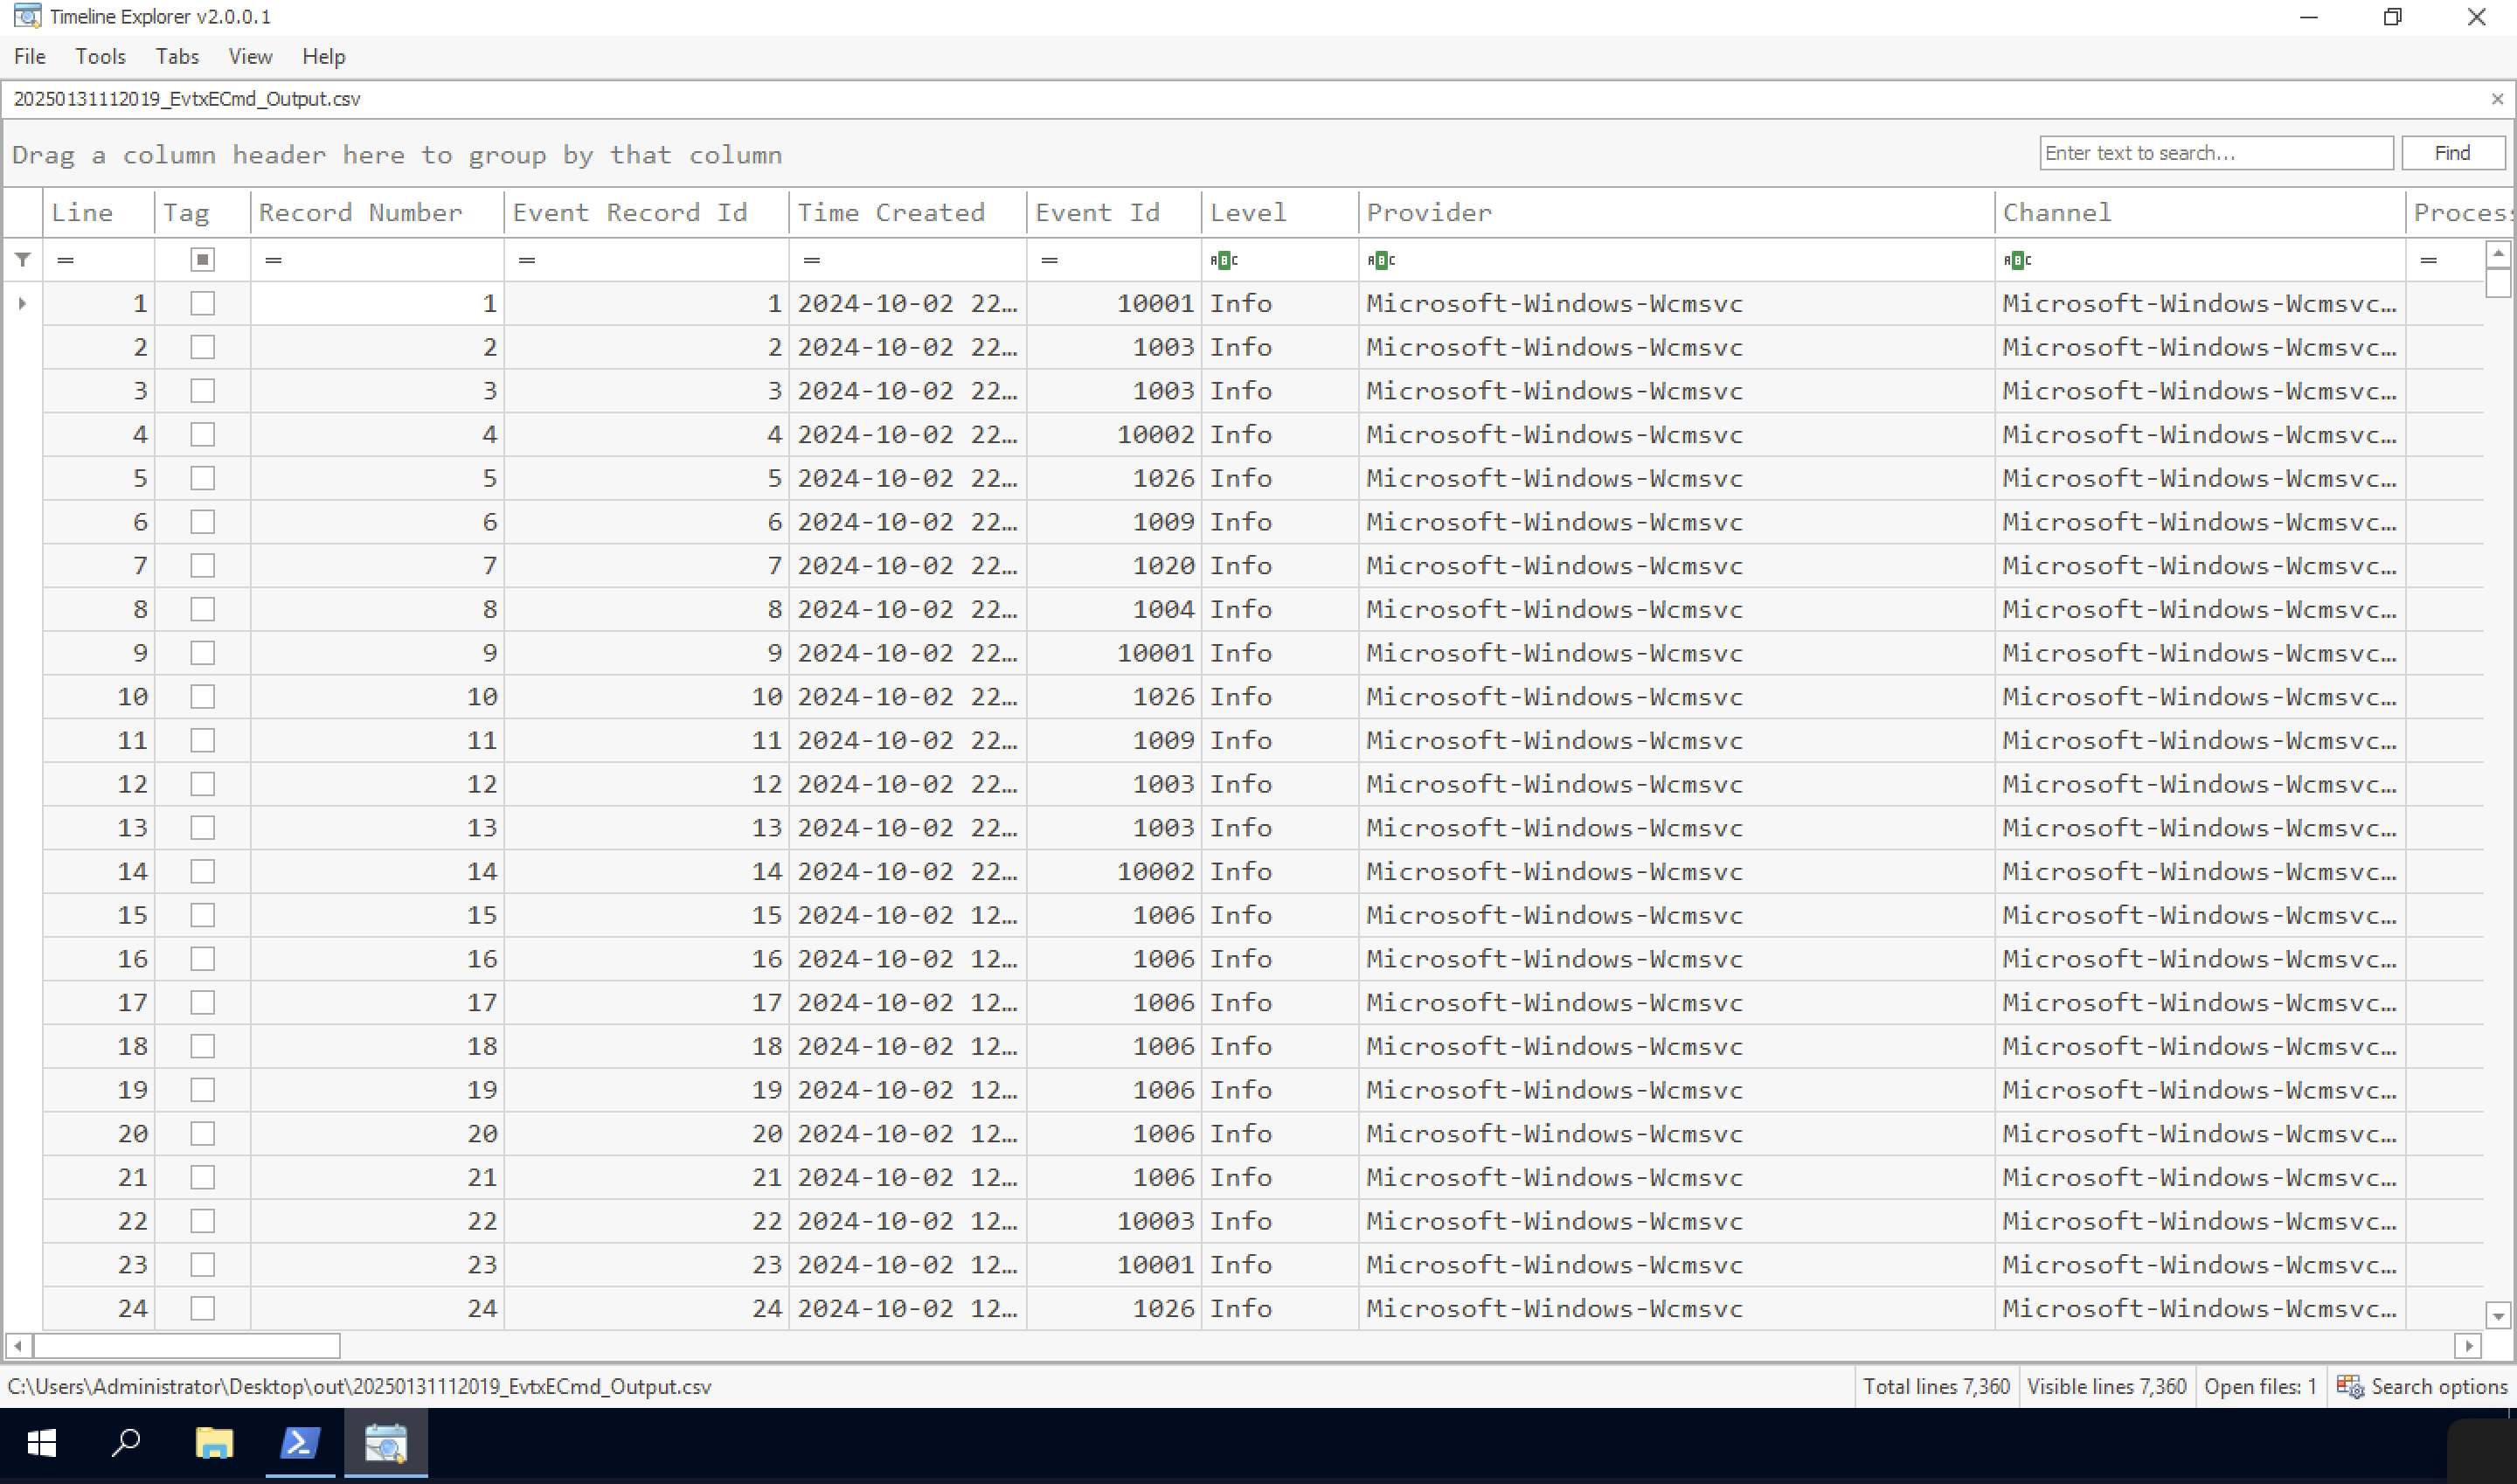 Timeline Explorer v2.0.0.1
File Tools Tabs View Help
20250131112019_EvtxECmd_Output.csv
Drag a column header here to group by that column
Enter text to search... Find
Line Tag Record Number Event Record Id Time Created Event Id Level Provider Channel Process
= = = = = ABC ABC ABC =
1 1 1 2024-10-02 22… 10001 Info Microsoft-Windows-Wcmsvc Microsoft-Windows-Wcmsvc…
2 2 2 2024-10-02 22… 1003 Info Microsoft-Windows-Wcmsvc Microsoft-Windows-Wcmsvc…
3 3 3 2024-10-02 22… 1003 Info Microsoft-Windows-Wcmsvc Microsoft-Windows-Wcmsvc…
4 4 4 2024-10-02 22… 10002 Info Microsoft-Windows-Wcmsvc Microsoft-Windows-Wcmsvc…
5 5 5 2024-10-02 22… 1026 Info Microsoft-Windows-Wcmsvc Microsoft-Windows-Wcmsvc…
6 6 6 2024-10-02 22… 1009 Info Microsoft-Windows-Wcmsvc Microsoft-Windows-Wcmsvc…
7 7 7 2024-10-02 22… 1020 Info Microsoft-Windows-Wcmsvc Microsoft-Windows-Wcmsvc…
8 8 8 2024-10-02 22… 1004 Info Microsoft-Windows-Wcmsvc Microsoft-Windows-Wcmsvc…
9 9 9 2024-10-02 22… 10001 Info Microsoft-Windows-Wcmsvc Microsoft-Windows-Wcmsvc…
10 10 10 2024-10-02 22… 1026 Info Microsoft-Windows-Wcmsvc Microsoft-Windows-Wcmsvc…
11 11 11 2024-10-02 22… 1009 Info Microsoft-Windows-Wcmsvc Microsoft-Windows-Wcmsvc…
12 12 12 2024-10-02 22… 1003 Info Microsoft-Windows-Wcmsvc Microsoft-Windows-Wcmsvc…
13 13 13 2024-10-02 22… 1003 Info Microsoft-Windows-Wcmsvc Microsoft-Windows-Wcmsvc…
14 14 14 2024-10-02 22… 10002 Info Microsoft-Windows-Wcmsvc Microsoft-Windows-Wcmsvc…
15 15 15 2024-10-02 12… 1006 Info Microsoft-Windows-Wcmsvc Microsoft-Windows-Wcmsvc…
16 16 16 2024-10-02 12… 1006 Info Microsoft-Windows-Wcmsvc Microsoft-Windows-Wcmsvc…
17 17 17 2024-10-02 12… 1006 Info Microsoft-Windows-Wcmsvc Microsoft-Windows-Wcmsvc…
18 18 18 2024-10-02 12… 1006 Info Microsoft-Windows-Wcmsvc Microsoft-Windows-Wcmsvc…
19 19 19 2024-10-02 12… 1006 Info Microsoft-Windows-Wcmsvc Microsoft-Windows-Wcmsvc…
20 20 20 2024-10-02 12… 1006 Info Microsoft-Windows-Wcmsvc Microsoft-Windows-Wcmsvc…
21 21 21 2024-10-02 12… 1006 Info Microsoft-Windows-Wcmsvc Microsoft-Windows-Wcmsvc…
22 22 22 2024-10-02 12… 10003 Info Microsoft-Windows-Wcmsvc Microsoft-Windows-Wcmsvc…
23 23 23 2024-10-02 12… 10001 Info Microsoft-Windows-Wcmsvc Microsoft-Windows-Wcmsvc…
24 24 24 2024-10-02 12… 1026 Info Microsoft-Windows-Wcmsvc Microsoft-Windows-Wcmsvc…
C:\Users\Administrator\Desktop\out\20250131112019_EvtxECmd_Output.csv Total lines 7,360 Visible lines 7,360 Open files: 1 Search options